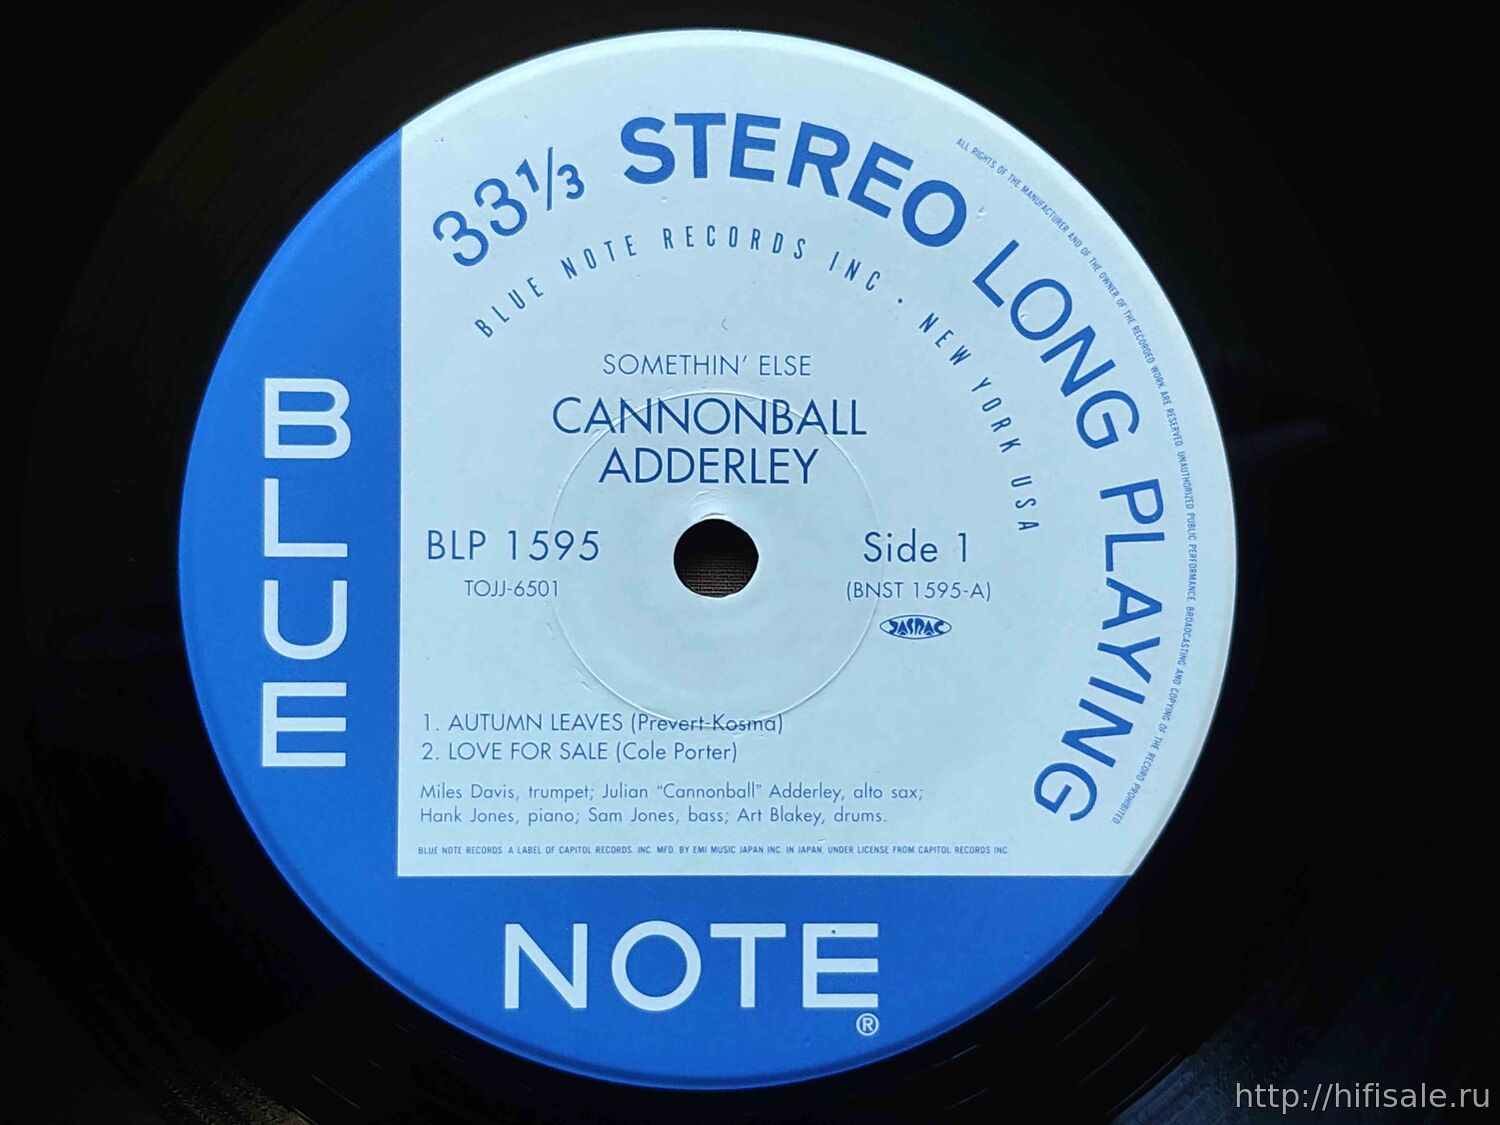 33⅓ STEREO LONG PLAYING
ALL RIGHTS OF THE MANUFACTURER AND OF THE OWNER OF THE RECORDED WORK ARE RESERVED. UNAUTHORIZED PUBLIC PERFORMANCE. BROADCASTING AND COPYING OF THE RECORD PROHIBITED.
BLUE NOTE RECORDS INC · NEW YORK USA
SOMETHIN' ELSE
CANNONBALL
ADDERLEY
BLP 1595
TOJJ-6501
Side 1
(BNST 1595-A)
JASRAC
1. AUTUMN LEAVES (Prevert-Kosma)
2. LOVE FOR SALE (Cole Porter)
Miles Davis, trumpet; Julian "Cannonball" Adderley, alto sax;
Hank Jones, piano; Sam Jones, bass; Art Blakey, drums.
BLUE NOTE RECORDS. A LABEL OF CAPITOL RECORDS. INC. MFD. BY EMI MUSIC JAPAN INC. IN JAPAN. UNDER LICENSE FROM CAPITOL RECORDS INC.
BLUE
NOTE®
http://hifisale.ru